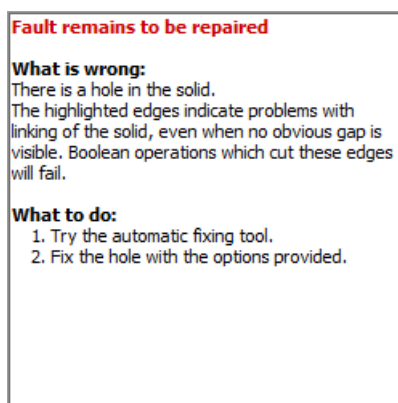 Fault remains to be repaired
What is wrong:
There is a hole in the solid.
The highlighted edges indicate problems with
linking of the solid, even when no obvious gap is
visible. Boolean operations which cut these edges
will fail.
What to do:
1. Try the automatic fixing tool.
2. Fix the hole with the options provided.